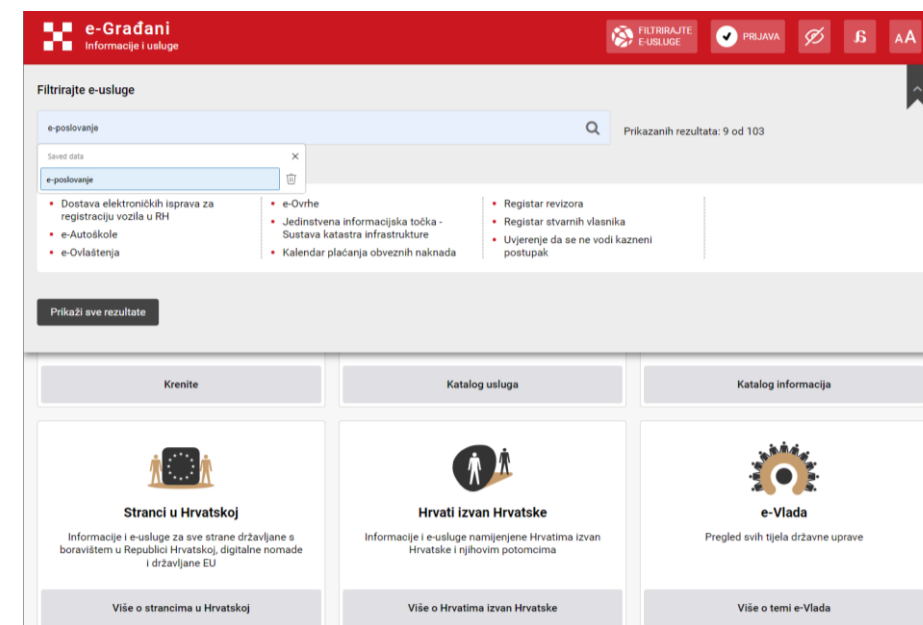 e-Građani
Informacije i usluge
FILTRIRAJTE
E-USLUGE
PRIJAVA
AA
Filtrirajte e-usluge
e-poslovanje
Prikazanih rezultata: 9 od 103
Saved data
e-poslovanje
Dostava elektroničkih isprava za
registraciju vozila u RH
e-Autoškole
e-Ovlaštenja
e-Ovrhe
Jedinstvena informacijska točka -
Sustava katastra infrastrukture
Kalendar plaćanja obveznih naknada
Registar revizora
Registar stvarnih vlasnika
Uvjerenje da se ne vodi kazneni
postupak
Prikaži sve rezultate
Krenite
Katalog usluga
Katalog informacija
Stranci u Hrvatskoj
Informacije i e-usluge za sve strane državljane s
boravištem u Republici Hrvatskoj, digitalne nomade
i državljane EU
Više o strancima u Hrvatskoj
Hrvati izvan Hrvatske
Informacije i e-usluge namijenjene Hrvatima izvan
Hrvatske i njihovim potomcima
Više o Hrvatima izvan Hrvatske
e-Vlada
Pregled svih tijela državne uprave
Više o temi e-Vlada